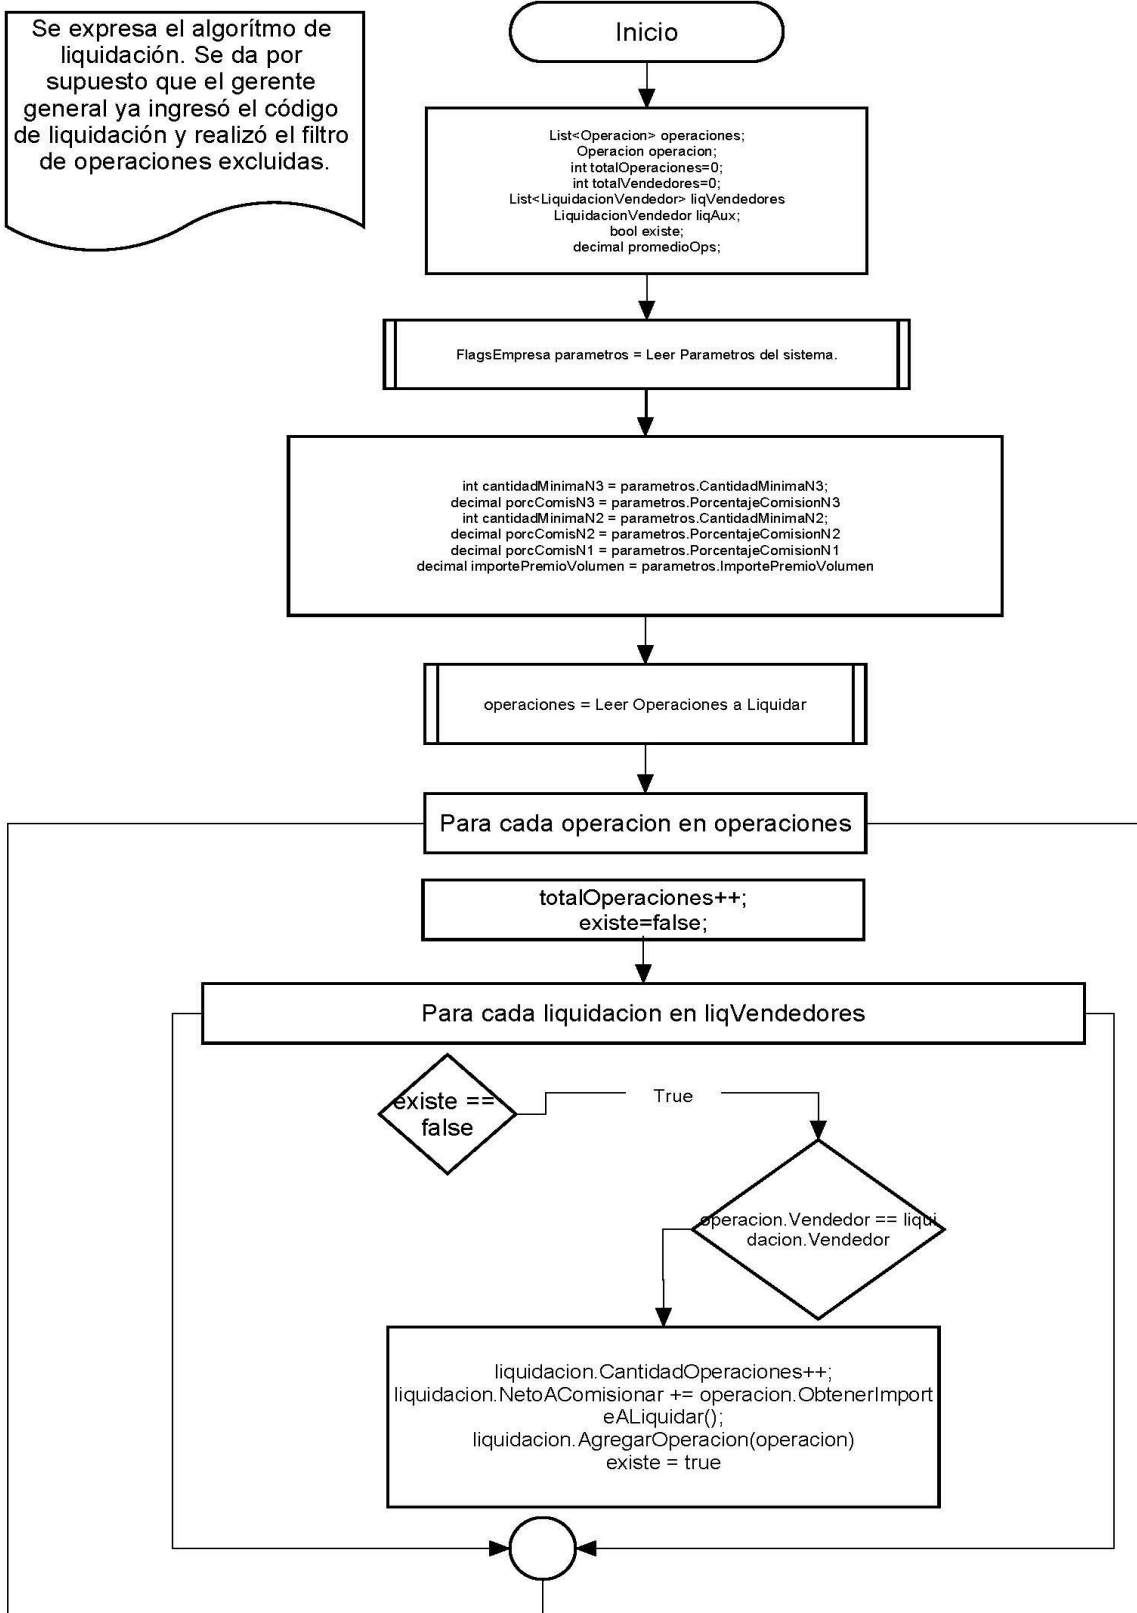 Se expresa el algorítmo de
liquidación. Se da por
supuesto que el gerente
general ya ingresó el código
de liquidación y realizó el filtro
de operaciones excluidas.
Inicio
List<Operacion> operaciones;
Operacion operacion;
int totalOperaciones=0;
int totalVendedores=0;
List<LiquidacionVendedor> liqVendedores
LiquidacionVendedor liqAux;
bool existe;
decimal promedioOps;
FlagsEmpresa parametros = Leer Parametros del sistema.
int cantidadMinimaN3 = parametros.CantidadMinimaN3;
decimal porcComisN3 = parametros.PorcentajeComisionN3
int cantidadMinimaN2 = parametros.CantidadMinimaN2;
decimal porcComisN2 = parametros.PorcentajeComisionN2
decimal porcComisN1 = parametros.PorcentajeComisionN1
decimal importePremioVolumen = parametros.ImportePremioVolumen
operaciones = Leer Operaciones a Liquidar
Para cada operacion en operaciones
totalOperaciones++;
existe=false;
Para cada liquidacion en liqVendedores
existe ==
false
True
operacion.Vendedor == liqui
dacion.Vendedor
liquidacion.CantidadOperaciones++;
liquidacion.NetoAComisionar += operacion.ObtenerImport
eALiquidar();
liquidacion.AgregarOperacion(operacion)
existe = true